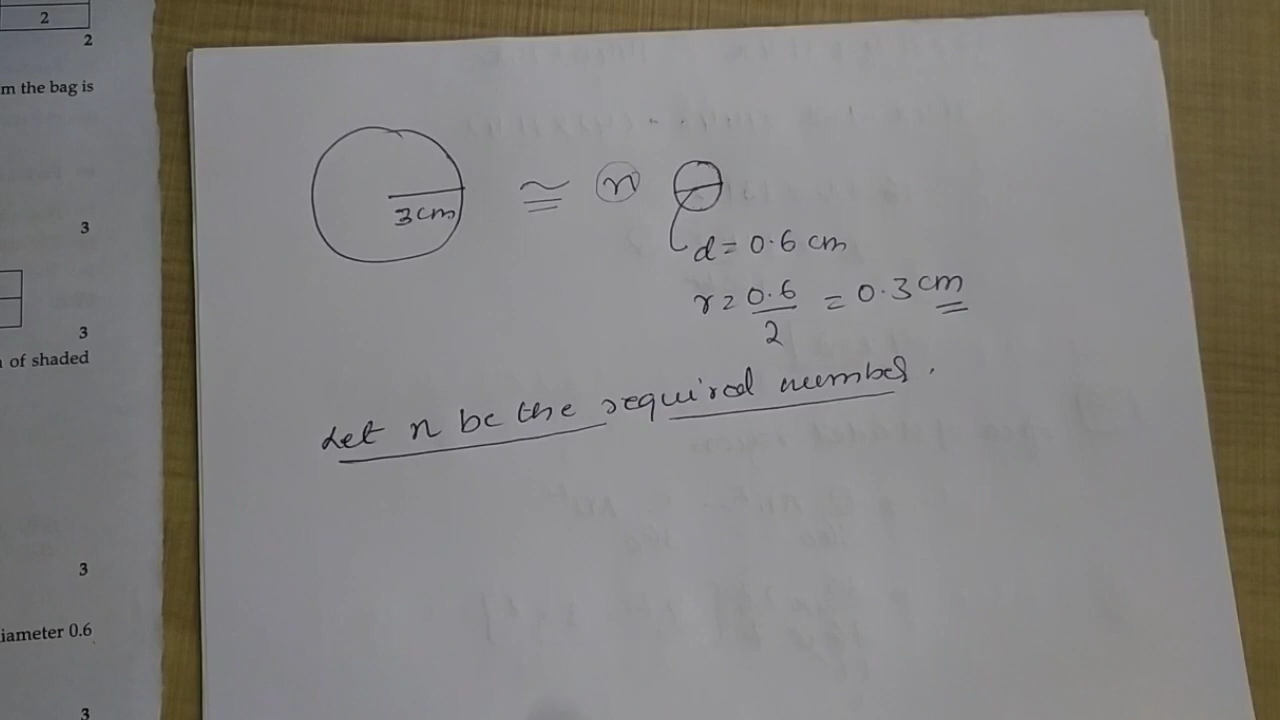 2
2
m the bag is
3
3
of shaded
3
iameter 0.6
3
3cm
≅ n
d = 0.6 cm
r = 0.6/2 = 0.3 cm
Let n be the required number.